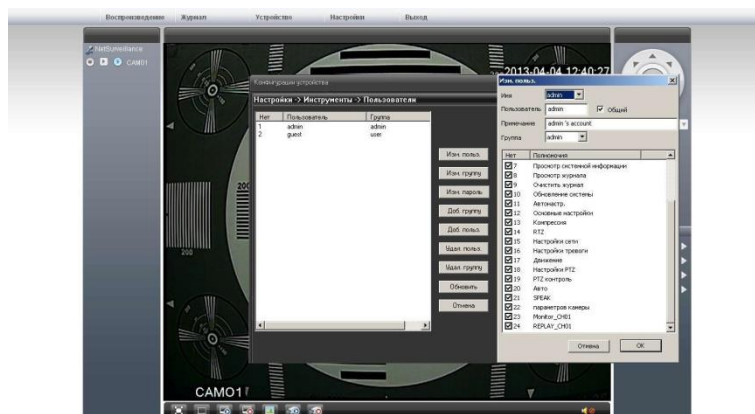 Воспроизведение Журнал Устройство Настройки Выход
NetSurveillance
CAM01
2013-04-04 12:40:27
Конфигурация устройства
Настройки -> Инструменты -> Пользователи
Нет Пользователь Группа
1 admin admin
2 guest user
Изм. польз.
Изм. группу
Изм. пароль
Доб. группу
Доб. польз.
Удал. польз.
Удал. группу
Обновить
Отмена
Изм. польз.
Имя admin
Пользователь admin Общий
Примечание admin 's account
Группа admin
Нет Полномочия
7 Просмотр системной информации
8 Просмотр журнала
9 Очистить журнал
10 Обновление системы
11 Автонастр.
12 Основные настройки
13 Компрессия
14 RTZ
15 Настройки сети
16 Настройки тревоги
17 Движение
18 Настройки PTZ
19 PTZ контроль
20 Авто
21 SPEAK
22 параметров камеры
23 Monitor_CH01
24 REPLAY_CH01
Отмена OK
200
200
CAM01